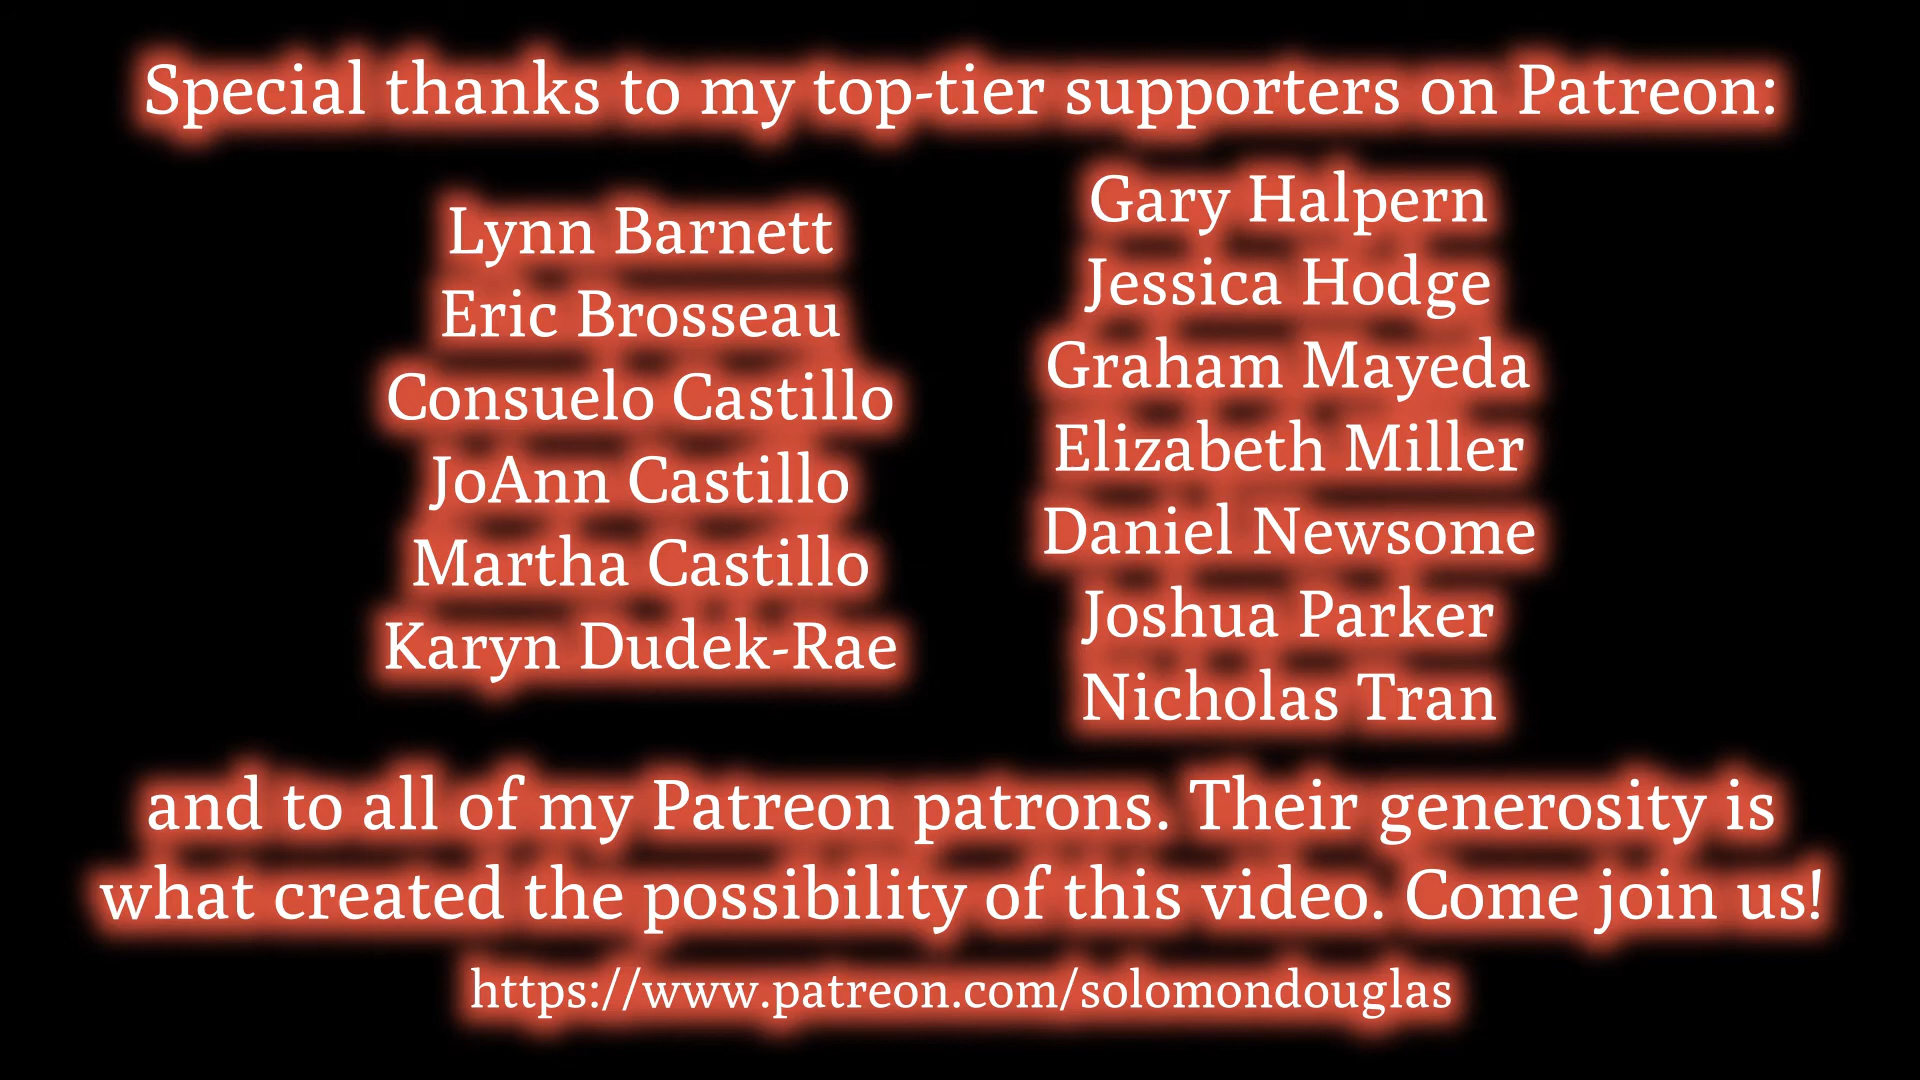 Special thanks to my top-tier supporters on Patreon:
Lynn Barnett
Eric Brosseau
Consuelo Castillo
JoAnn Castillo
Martha Castillo
Karyn Dudek-Rae
Gary Halpern
Jessica Hodge
Graham Mayeda
Elizabeth Miller
Daniel Newsome
Joshua Parker
Nicholas Tran
and to all of my Patreon patrons. Their generosity is
what created the possibility of this video. Come join us!
https://www.patreon.com/solomondouglas